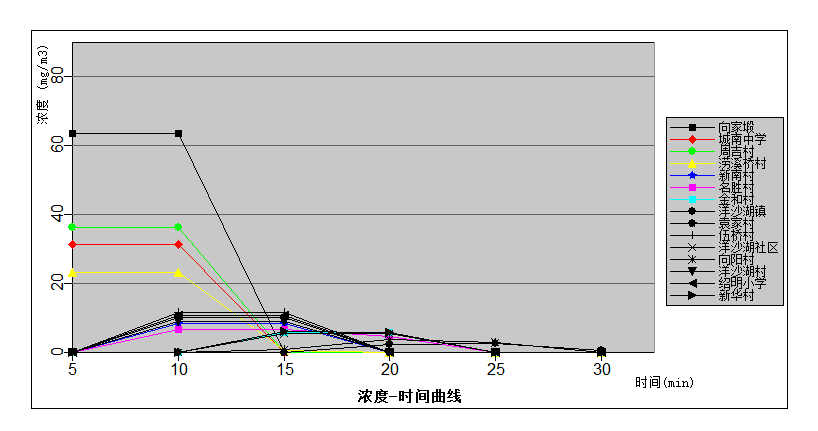 浓度 (mg/m3)
80
60
40
20
0
5 10 15 20 25 30
时间(min)
浓度-时间曲线
向家塅
城南中学
周吉村
涝溪桥村
新南村
名胜村
金和村
洋沙湖镇
袁家村
伍桥村
洋沙湖社区
向阳村
洋沙湖村
绍明小学
新华村